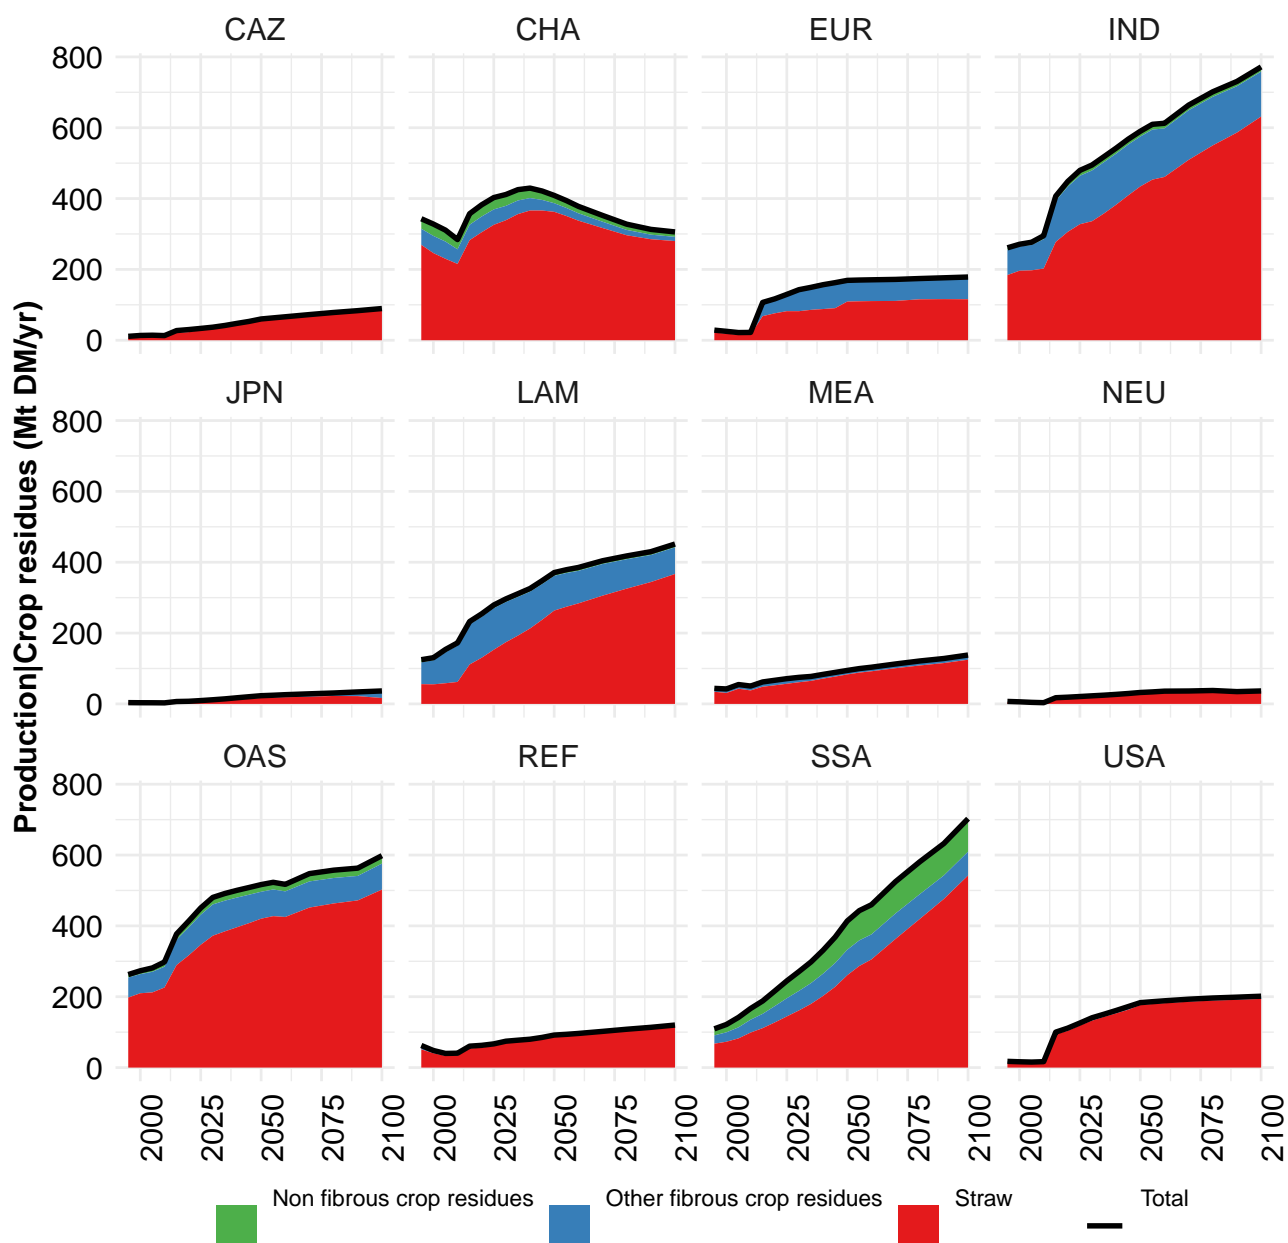 CAZ CHA EUR IND
800
600
400
200
0
JPN LAM MEA NEU
800
600
400
200
0
OAS REF SSA USA
800
600
400
200
0
Production|Crop residues (Mt DM/yr)
2000 2025 2050 2075 2100 2000 2025 2050 2075 2100 2000 2025 2050 2075 2100 2000 2025 2050 2075 2100
Non fibrous crop residues Other fibrous crop residues Straw Total